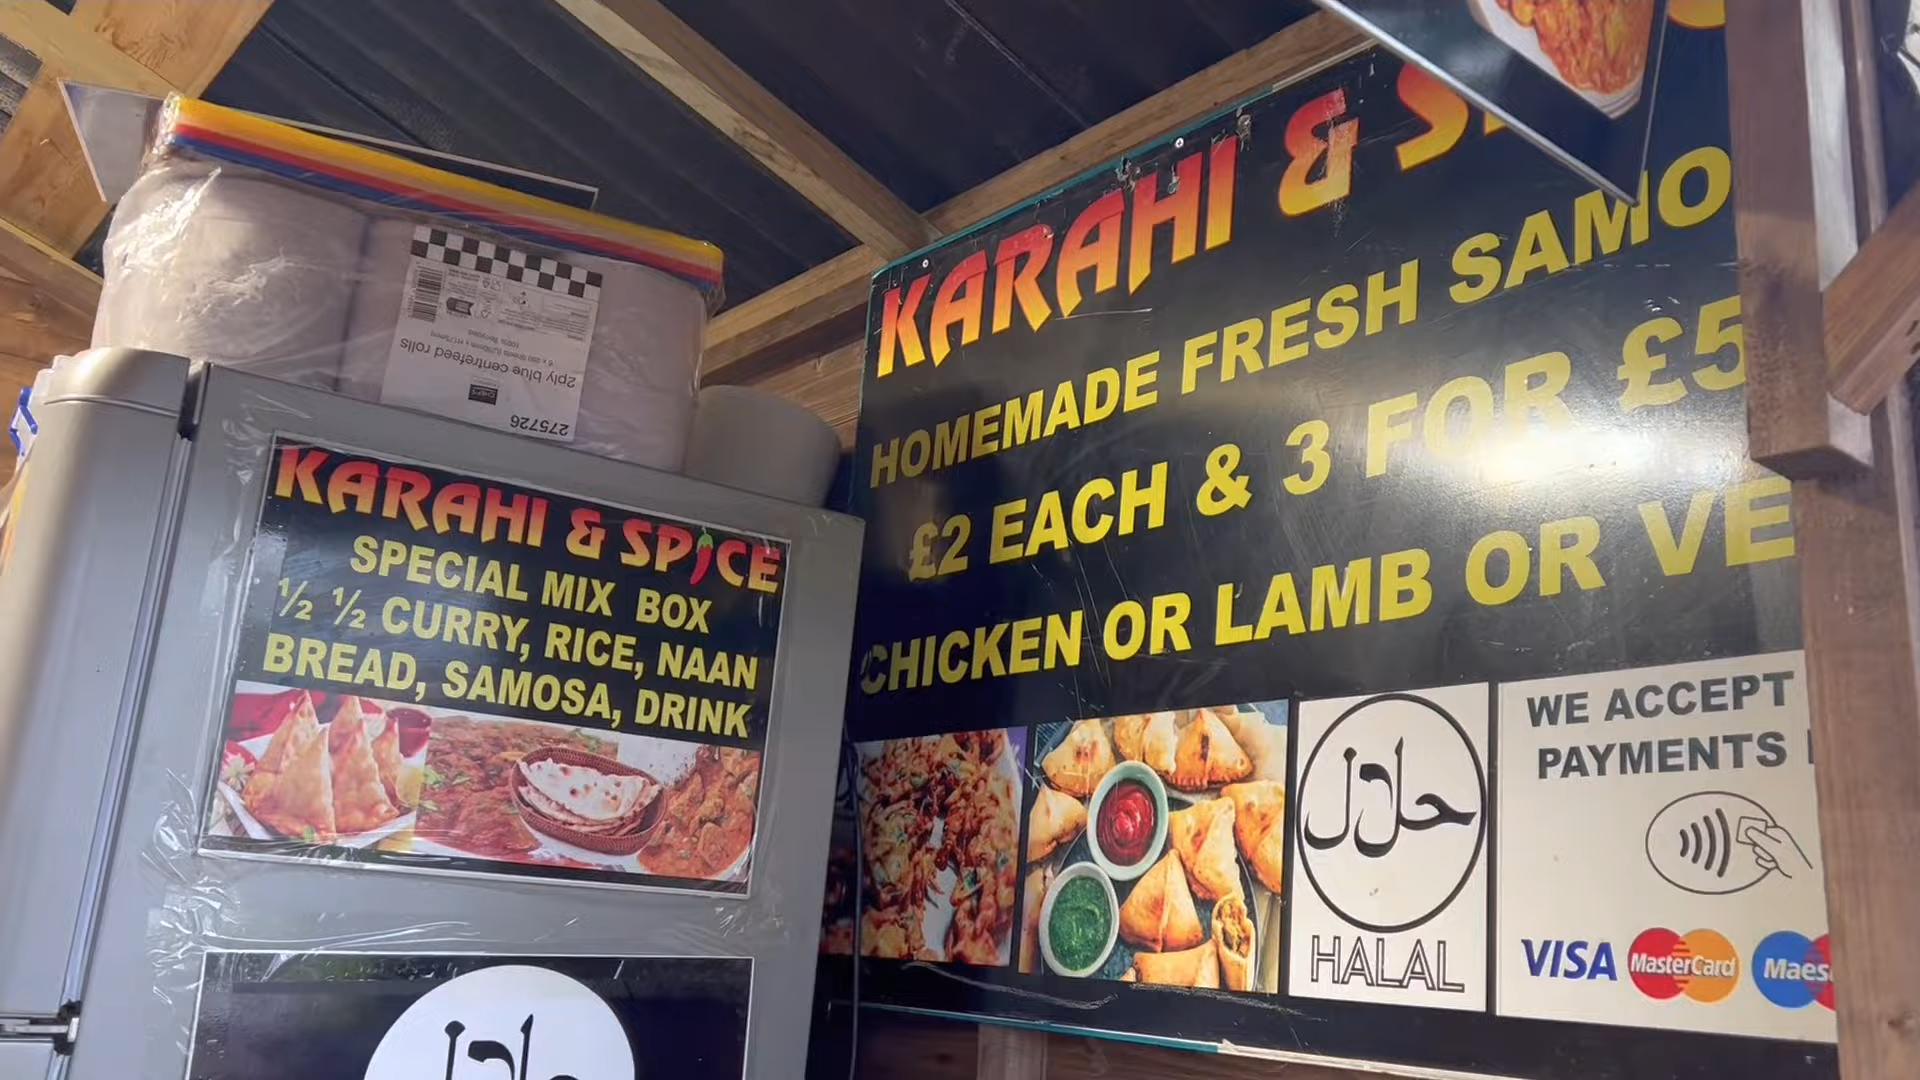 KARAHI & SPICE
SPECIAL MIX BOX
½ ½ CURRY, RICE, NAAN
BREAD, SAMOSA, DRINK
275726
2ply blue centrefeed rolls
100% Recycled
KARAHI &
HOMEMADE FRESH SAMO
£2 EACH & 3 FOR £5
CHICKEN OR LAMB OR VE
حلال
HALAL
WE ACCEPT
PAYMENTS
VISA MasterCard Maes